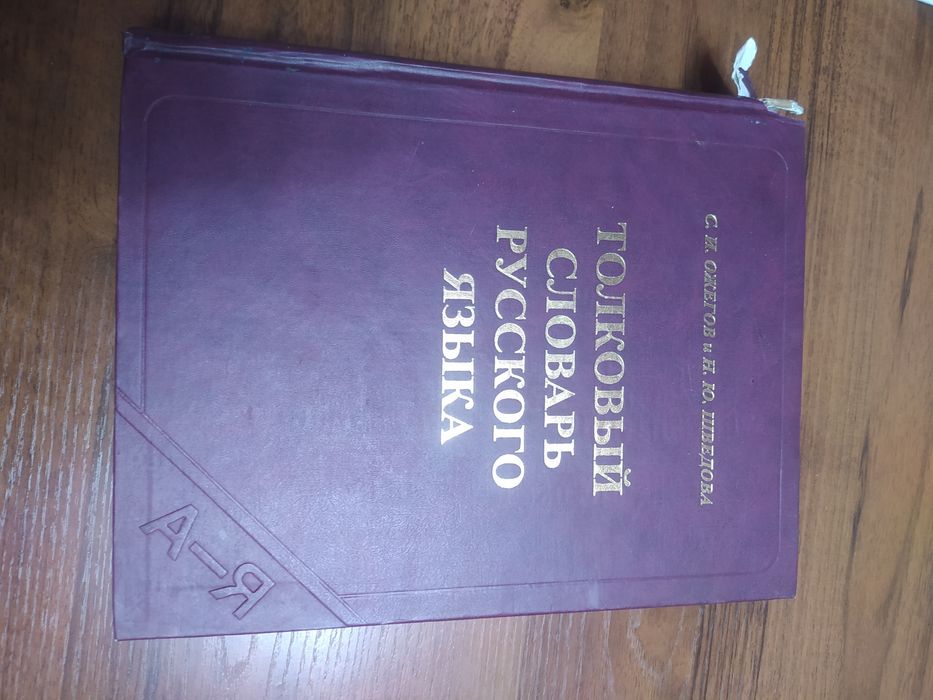 С. И. ОЖЕГОВ и Н. Ю. ШВЕДОВА
ТОЛКОВЫЙ
СЛОВАРЬ
РУССКОГО
ЯЗЫКА
А—Я